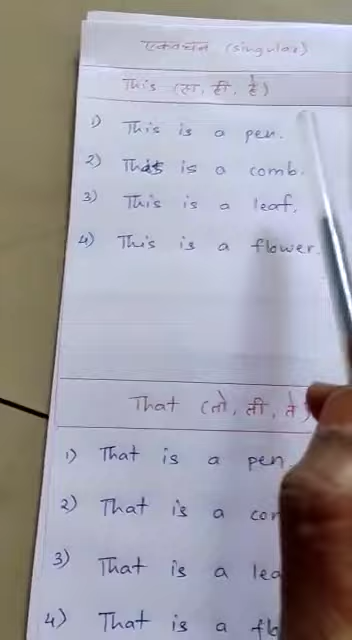 एकवचन (singular)
This (हा, ही, हे)
1) This is a pen.
2) This is a comb.
3) This is a leaf.
4) This is a flower.
That (तो, ती, ते)
1) That is a pen.
2) That is a
3) That is a
4) That is a